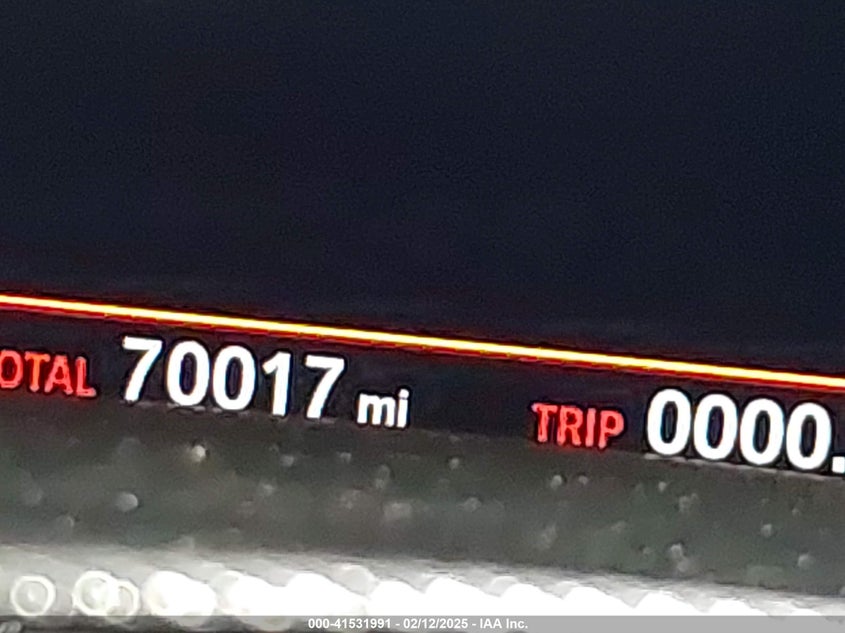 OTAL 70017 mi TRIP 0000.
000-41531991 - 02/12/2025 - IAA Inc.